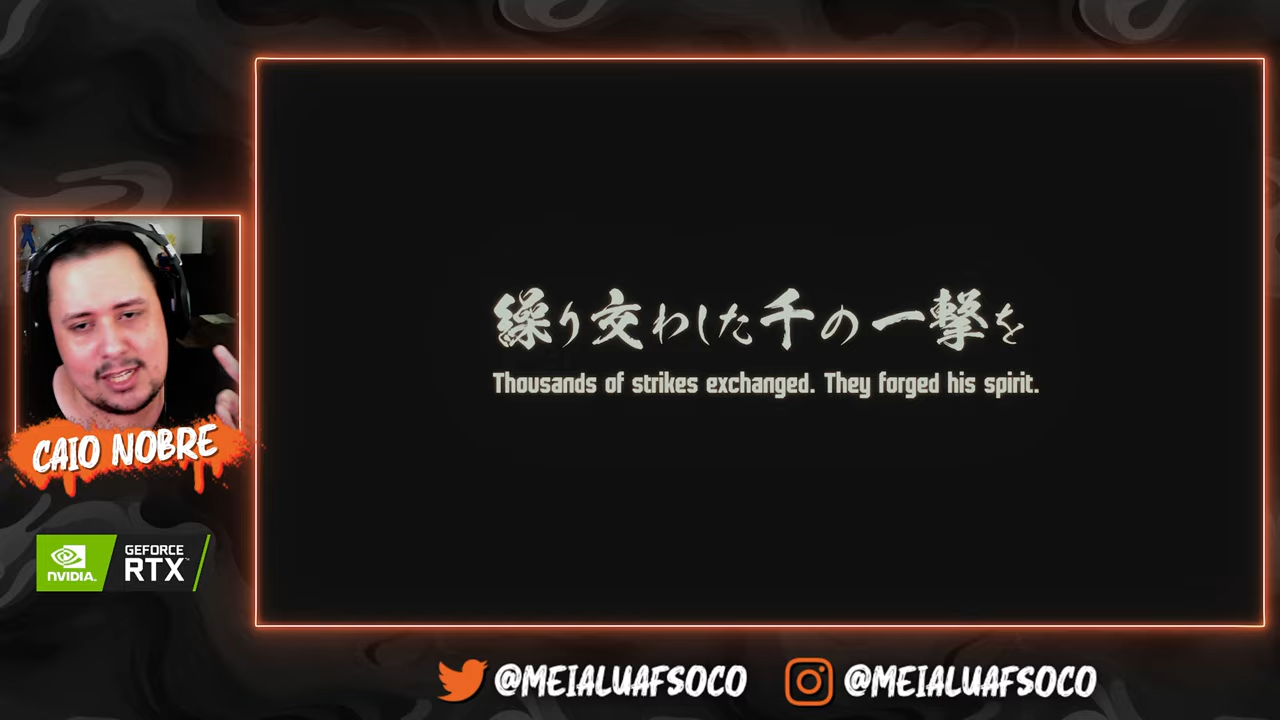 繰り交わした千の一撃を
Thousands of strikes exchanged. They forged his spirit.
CAIO NOBRE
NVIDIA. GEFORCE RTX™
@MEIALUAFSOCO @MEIALUAFSOCO